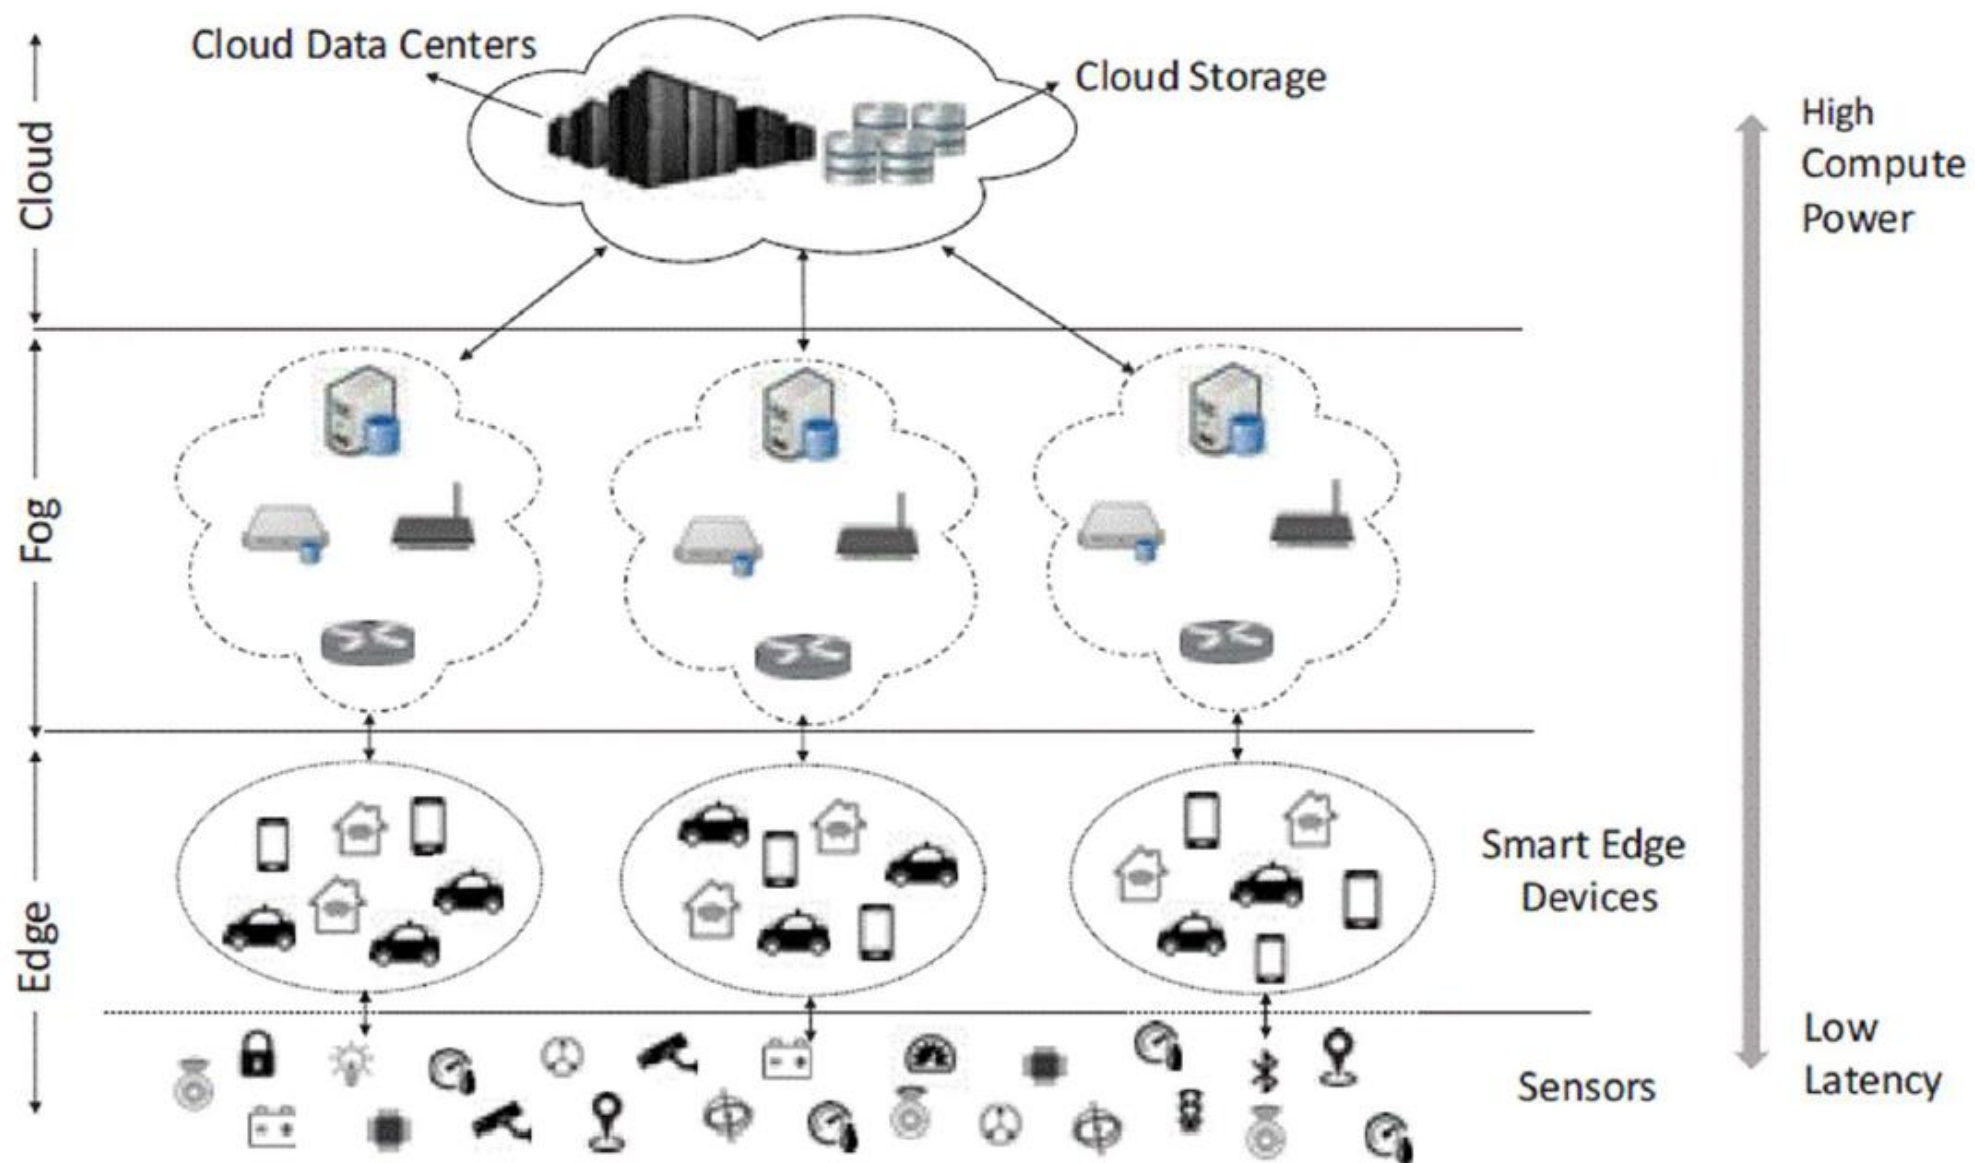 Cloud Data Centers
Cloud Storage
Cloud
High
Compute
Power
Fog
Smart Edge
Devices
Edge
Low
Latency
Sensors